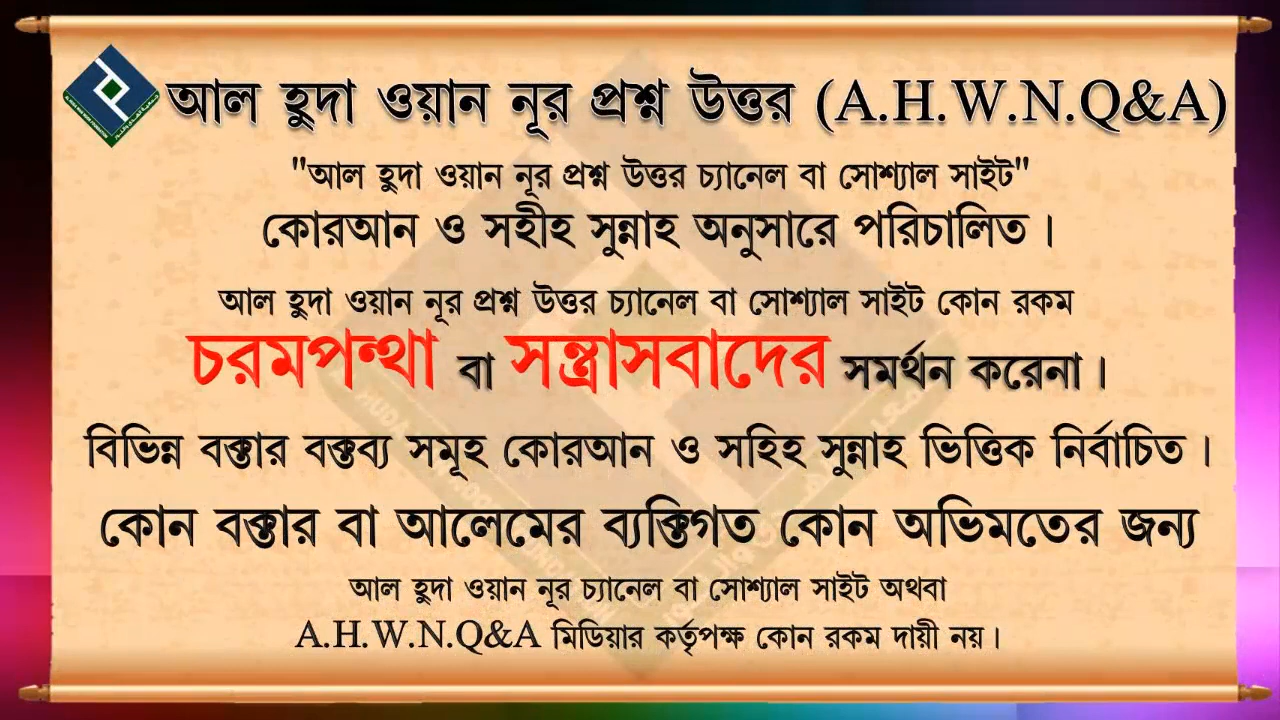 আল হুদা ওয়ান নূর প্রশ্ন উত্তর (A.H.W.N.Q&A)
"আল হুদা ওয়ান নূর প্রশ্ন উত্তর চ্যানেল বা সোশ্যাল সাইট"
কোরআন ও সহীহ সুন্নাহ অনুসারে পরিচালিত।
আল হুদা ওয়ান নূর প্রশ্ন উত্তর চ্যানেল বা সোশ্যাল সাইট কোন রকম
চরমপন্থা বা সন্ত্রাসবাদের সমর্থন করেনা।
বিভিন্ন বক্তার বক্তব্য সমূহ কোরআন ও সহিহ সুন্নাহ ভিত্তিক নির্বাচিত।
কোন বক্তার বা আলেমের ব্যক্তিগত কোন অভিমতের জন্য
আল হুদা ওয়ান নূর চ্যানেল বা সোশ্যাল সাইট অথবা
A.H.W.N.Q&A মিডিয়ার কর্তৃপক্ষ কোন রকম দায়ী নয়।